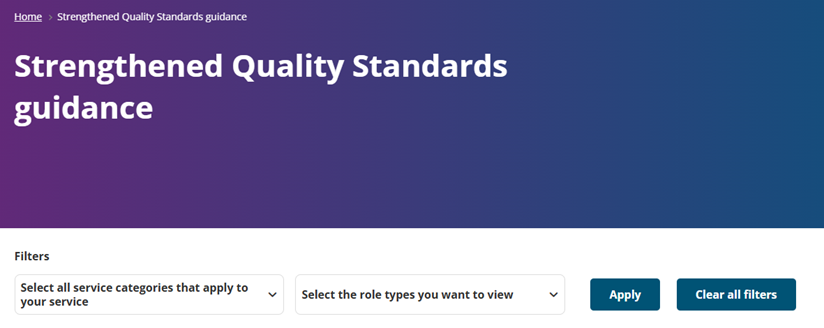 Home > Strengthened Quality Standards guidance
Strengthened Quality Standards
guidance
Filters
Select all service categories that apply to
your service
Select the role types you want to view
Apply
Clear all filters